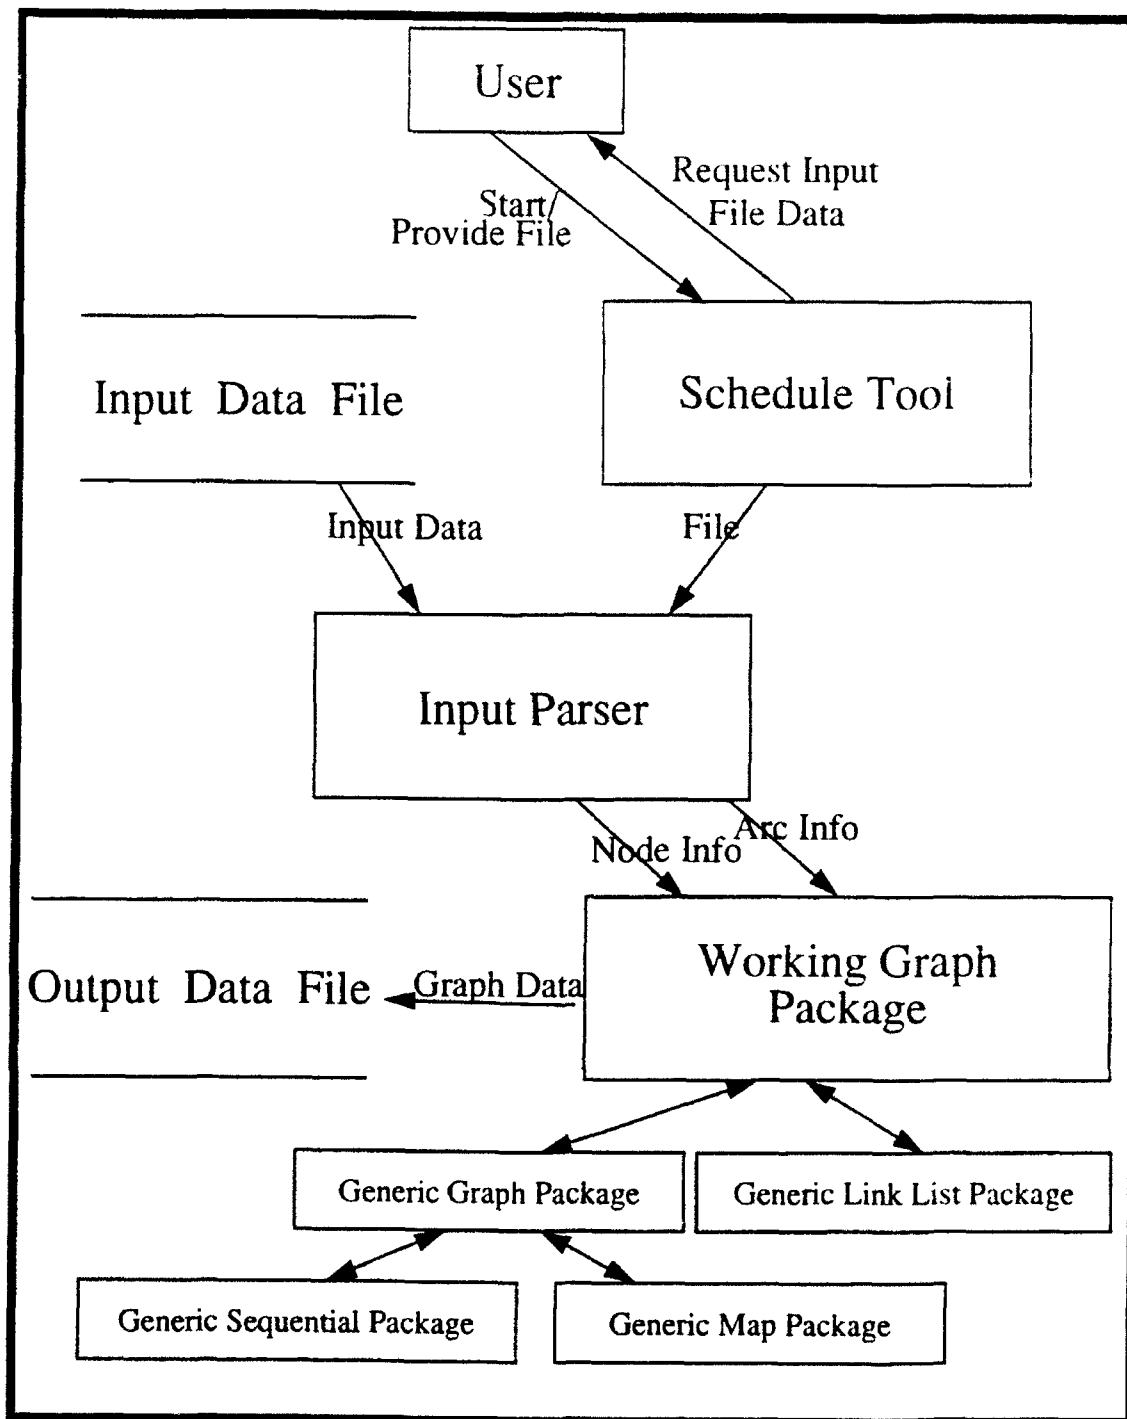 User
Request Input
File Data
Start/
Provide File
Input Data File
Schedule Tool
Input Data
File
Input Parser
Arc Info
Node Info
Working Graph
Package
Output Data File
Graph Data
Generic Graph Package
Generic Link List Package
Generic Sequential Package
Generic Map Package